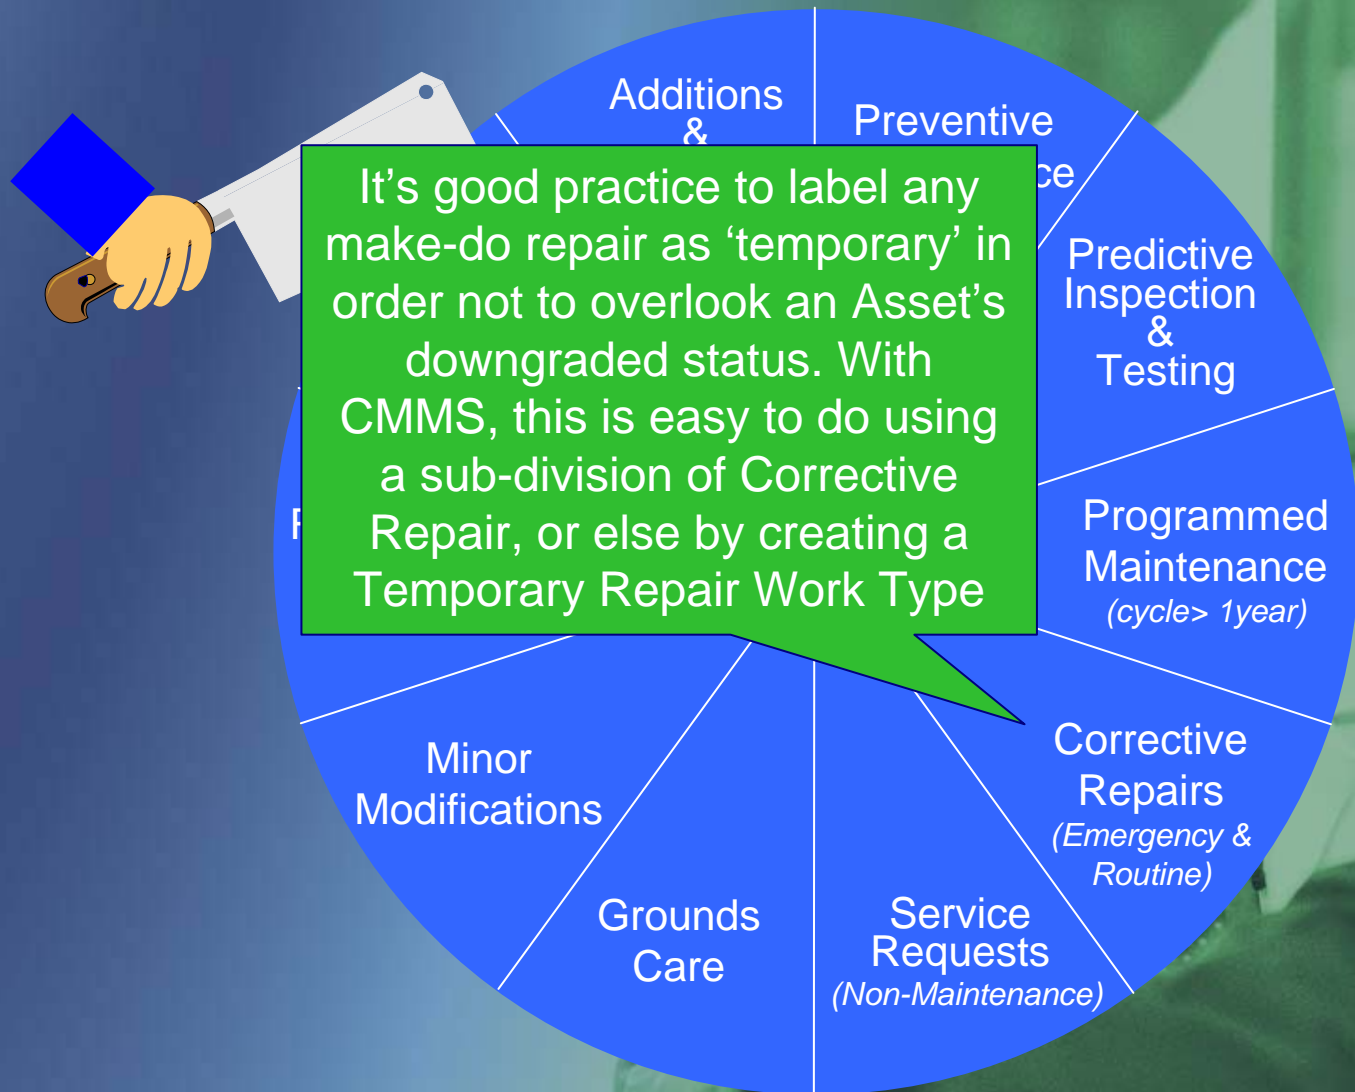 Additions
&
Preventive
It’s good practice to label any
make-do repair as ‘temporary’ in
order not to overlook an Asset’s
downgraded status. With
CMMS, this is easy to do using
a sub-division of Corrective
Repair, or else by creating a
Temporary Repair Work Type
Predictive
Inspection
&
Testing
Programmed
Maintenance
(cycle> 1year)
Corrective
Repairs
(Emergency &
Routine)
Service
Requests
(Non-Maintenance)
Grounds
Care
Minor
Modifications